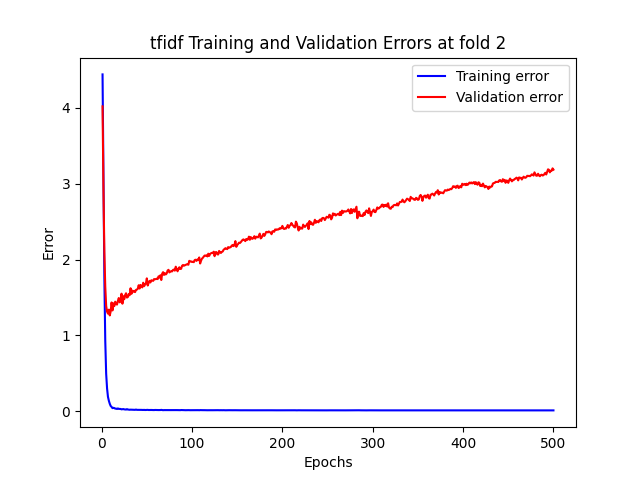 tfidf Training and Validation Errors at fold 2
Training error
Validation error
4
3
2
1
0
Error
0 100 200 300 400 500
Epochs